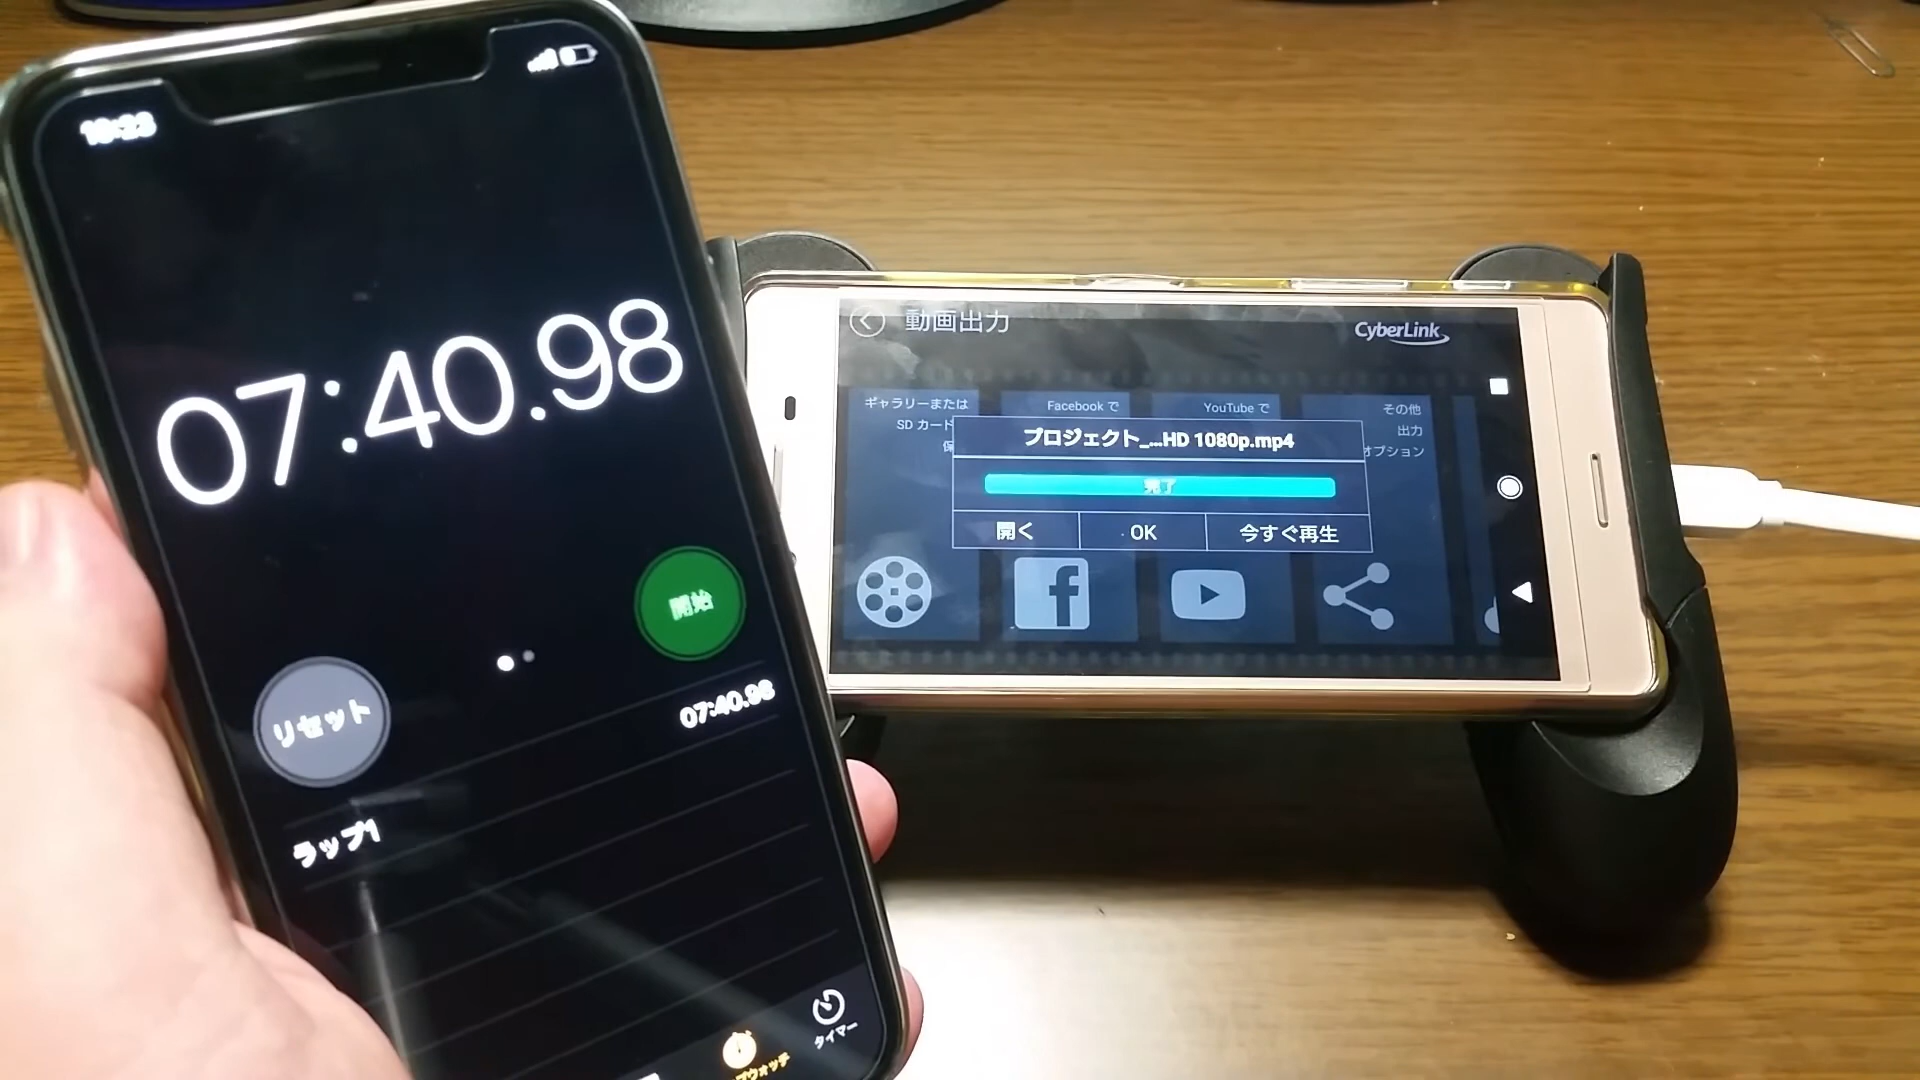 07:40.98
開始
リセット
07:40.98
ラップ1
タイマー
動画出力
CyberLink
ギャラリーまたは
SD カード
保
Facebook で
YouTube で
その他
出力
オプション
プロジェクト_...HD 1080p.mp4
完了
開く
OK
今すぐ再生